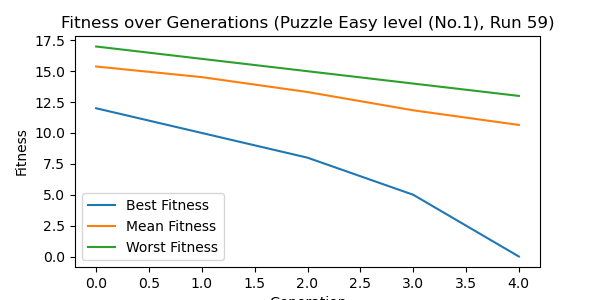 Fitness over Generations (Puzzle Easy level (No.1), Run 59)
17.5
15.0
12.5
10.0
7.5
5.0
2.5
0.0
Fitness
Best Fitness
Mean Fitness
Worst Fitness
0.0 0.5 1.0 1.5 2.0 2.5 3.0 3.5 4.0
Generation